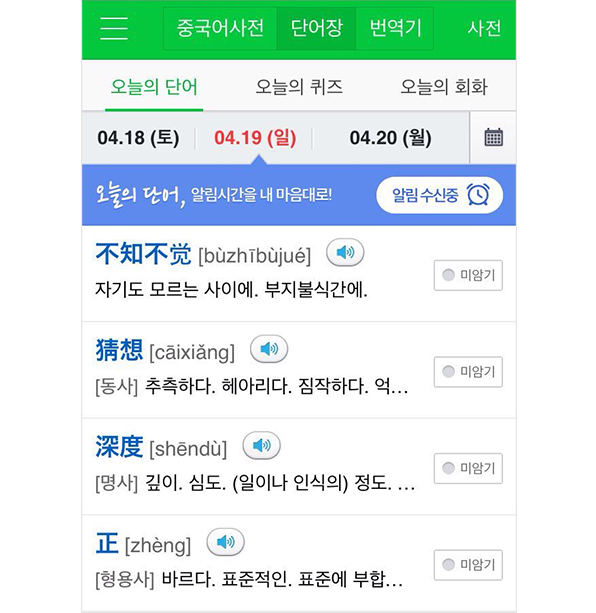 중국어사전 단어장 번역기 사전
오늘의 단어 오늘의 퀴즈 오늘의 회화
04.18 (토) 04.19 (일) 04.20 (월)
오늘의 단어, 알림시간을 내 마음대로! 알림 수신중
不知不觉 [bùzhībùjué]
미암기
자기도 모르는 사이에. 부지불식간에.
猜想 [cāixiǎng]
미암기
[동사] 추측하다. 헤아리다. 짐작하다. 억...
深度 [shēndù]
미암기
[명사] 깊이. 심도. (일이나 인식의) 정도. ...
正 [zhèng]
미암기
[형용사] 바르다. 표준적인. 표준에 부합...